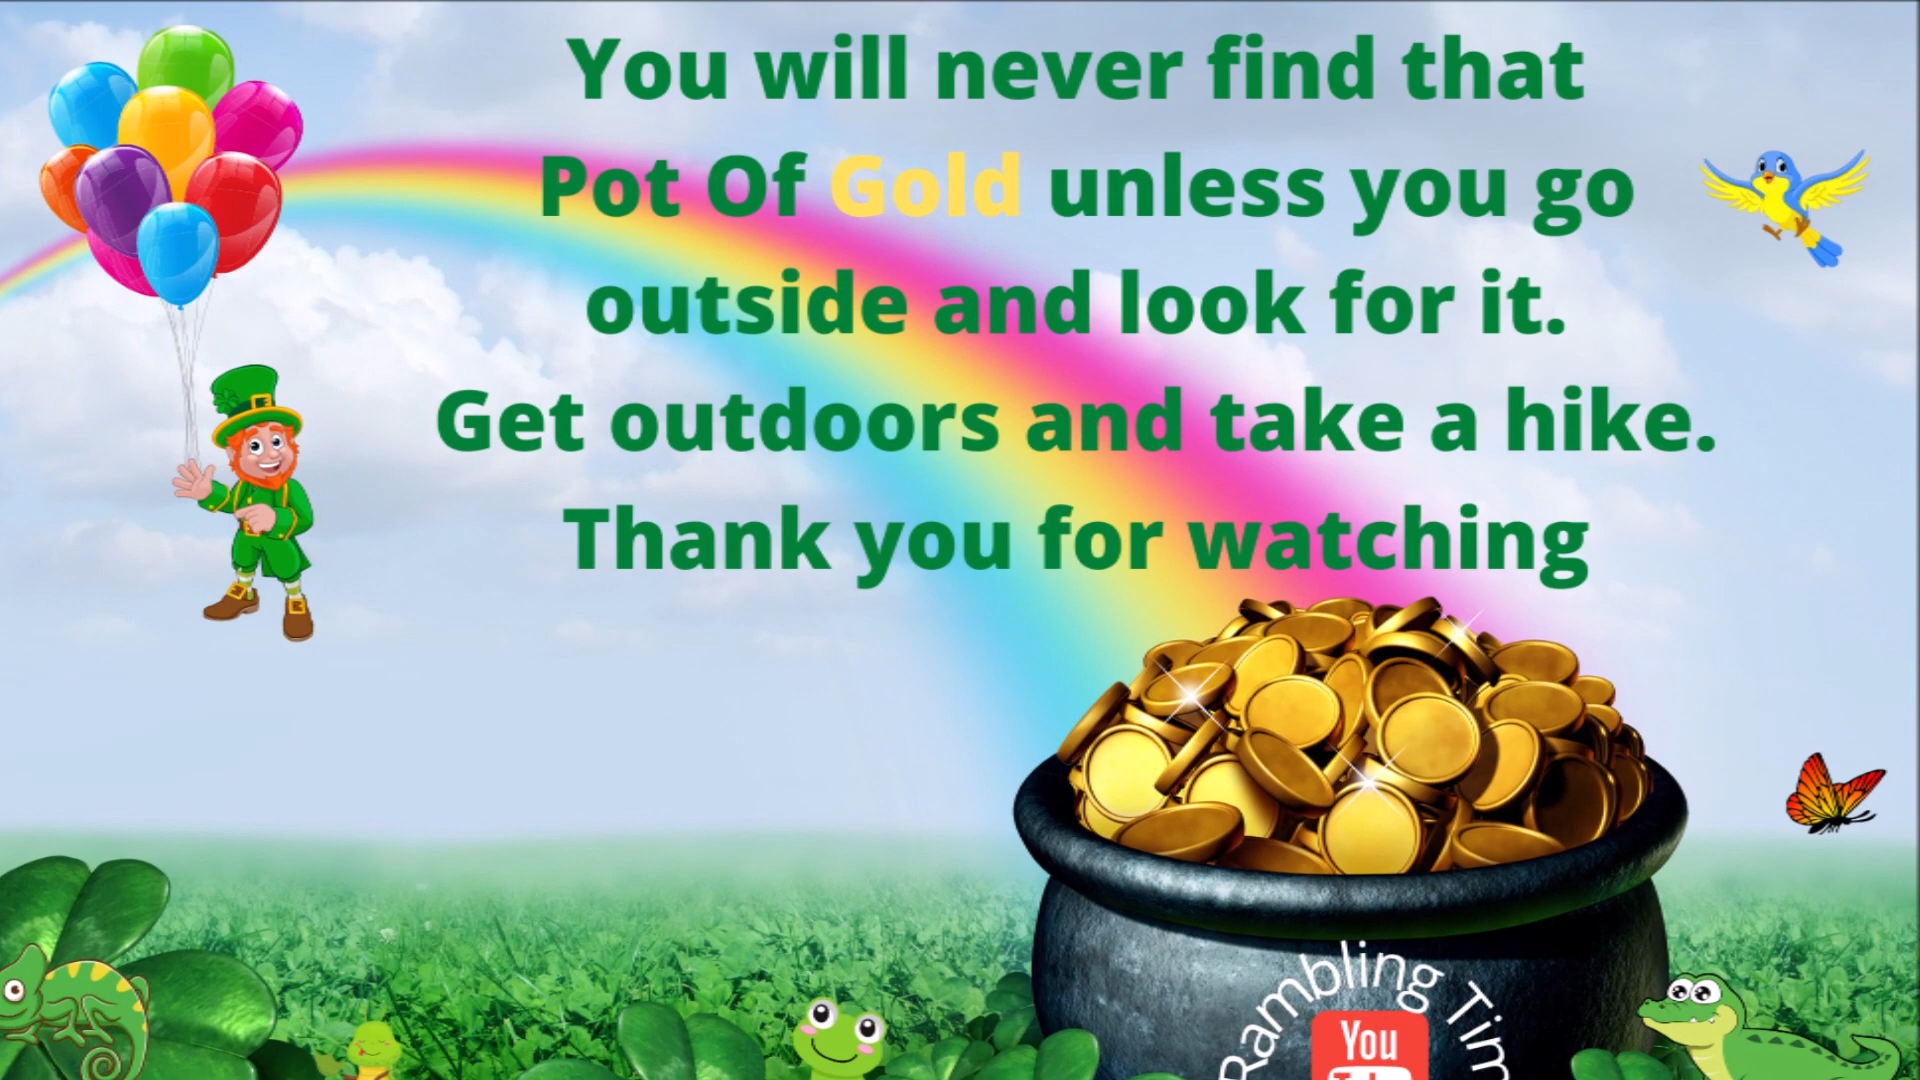 You will never find that
Pot Of Gold unless you go
outside and look for it.
Get outdoors and take a hike.
Thank you for watching
Rambling Tim
You